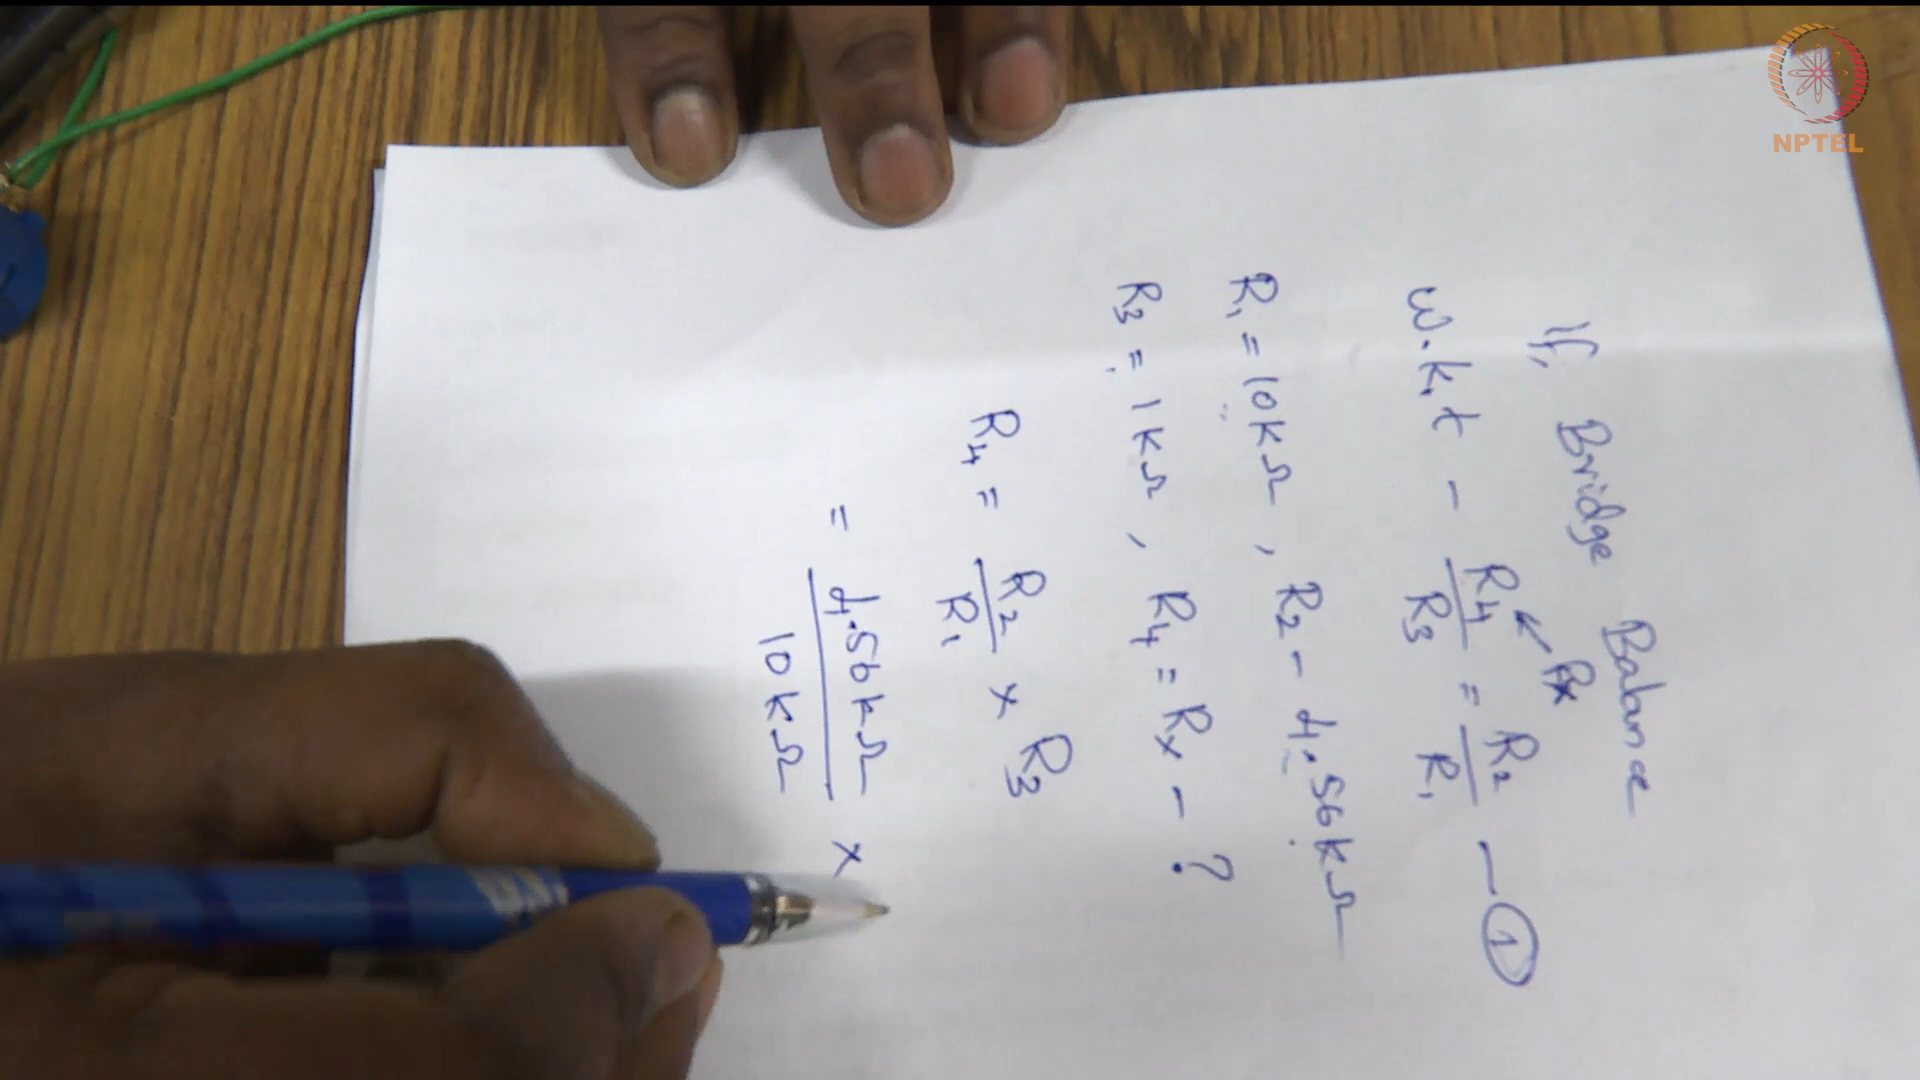 If, Bridge Balance
w.k.t - R4/R3 = R2/R1 — ①
Rx
R1 = 10kΩ, R2 - 4.56kΩ
R3 = 1kΩ, R4 = Rx - ?
R4 = R2/R1 × R3
= 4.56kΩ/10kΩ ×
NPTEL